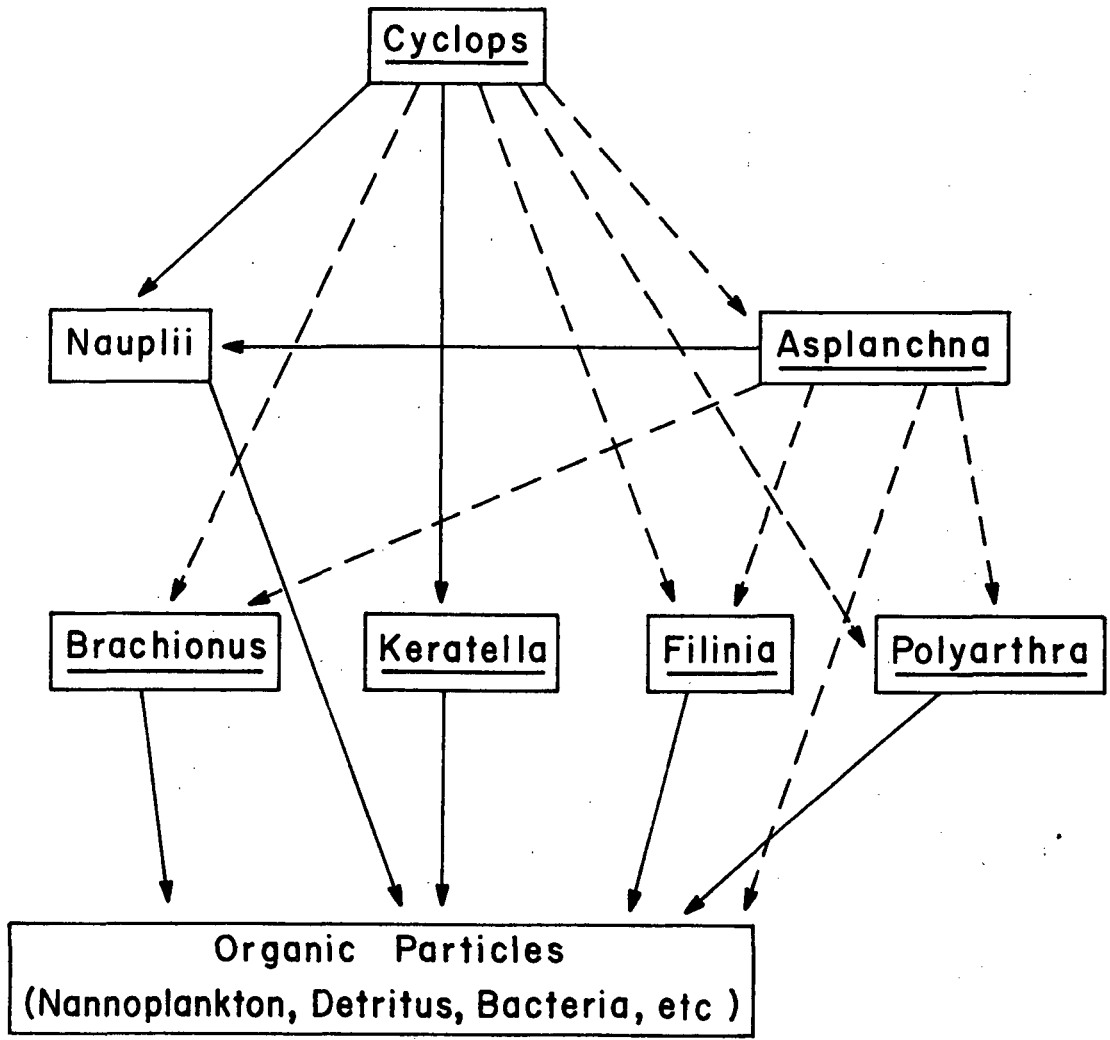 Cyclops
Nauplii
Asplanchna
Brachionus
Keratella
Filinia
Polyarthra
Organic Particles
(Nannoplankton, Detritus, Bacteria, etc )